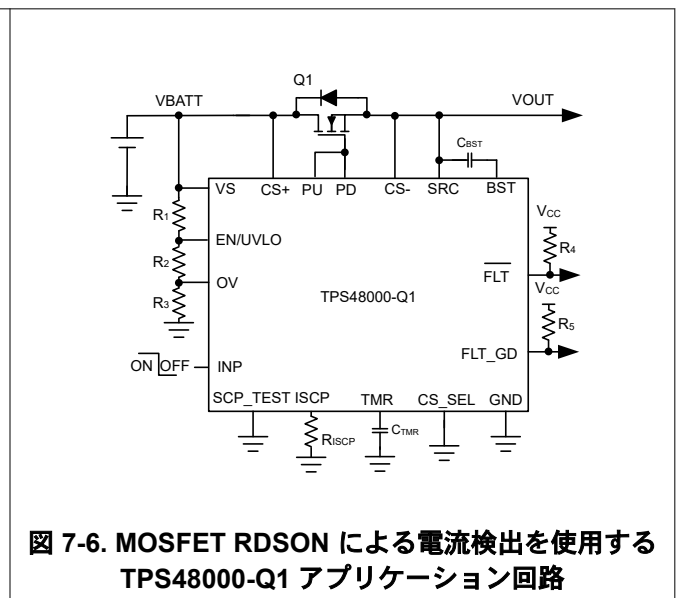 Q1
VBATT
VOUT
CBST
VS
CS+
PU
PD
CS-
SRC
BST
R1
EN/UVLO
R2
OV
R3
TPS48000-Q1
VCC
R4
FLT
VCC
R5
FLT_GD
ON OFF
INP
SCP_TEST
ISCP
TMR
CS_SEL
GND
RISCP
CTMR
図 7-6. MOSFET RDSON による電流検出を使用する
TPS48000-Q1 アプリケーション回路